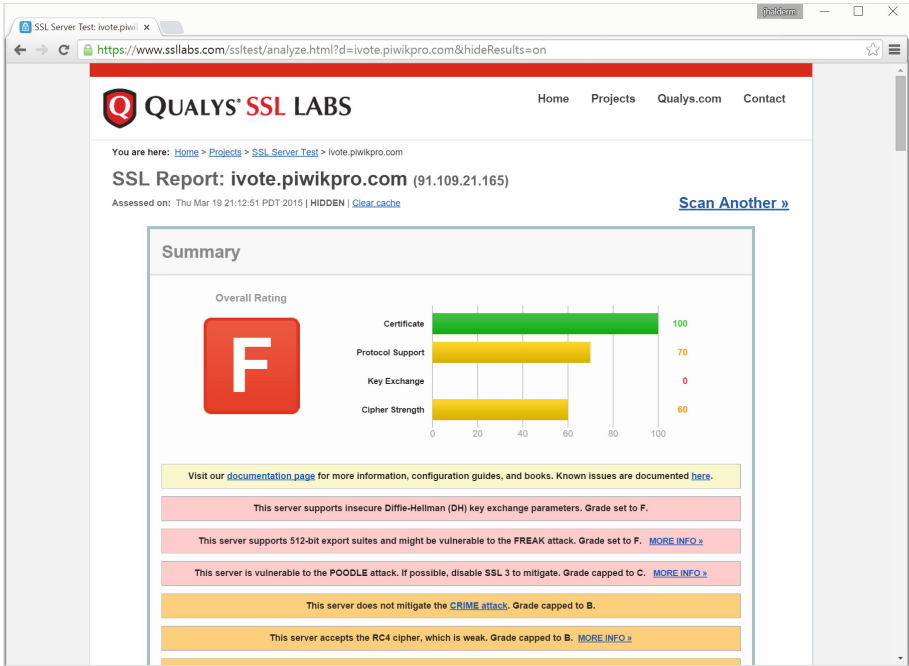 jhalderm
SSL Server Test: ivote.piwi
https://www.ssllabs.com/ssltest/analyze.html?d=ivote.piwikpro.com&hideResults=on
QUALYS® SSL LABS
Home Projects Qualys.com Contact
You are here: Home > Projects > SSL Server Test > ivote.piwikpro.com
SSL Report: ivote.piwikpro.com (91.109.21.165)
Assessed on: Thu Mar 19 21:12:51 PDT 2015 | HIDDEN | Clear cache
Scan Another »
Summary
Overall Rating
F
Certificate 100
Protocol Support 70
Key Exchange 0
Cipher Strength 60
0 20 40 60 80 100
Visit our documentation page for more information, configuration guides, and books. Known issues are documented here.
This server supports insecure Diffie-Hellman (DH) key exchange parameters. Grade set to F.
This server supports 512-bit export suites and might be vulnerable to the FREAK attack. Grade set to F. MORE INFO »
This server is vulnerable to the POODLE attack. If possible, disable SSL 3 to mitigate. Grade capped to C. MORE INFO »
This server does not mitigate the CRIME attack. Grade capped to B.
This server accepts the RC4 cipher, which is weak. Grade capped to B. MORE INFO »